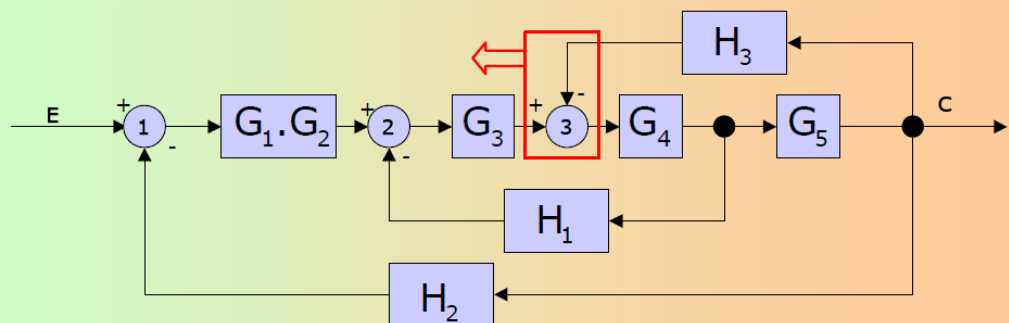 H₃
E + 1 - G₁.G₂ + 2 - G₃ + 3 - G₄ G₅ C
H₁
H₂